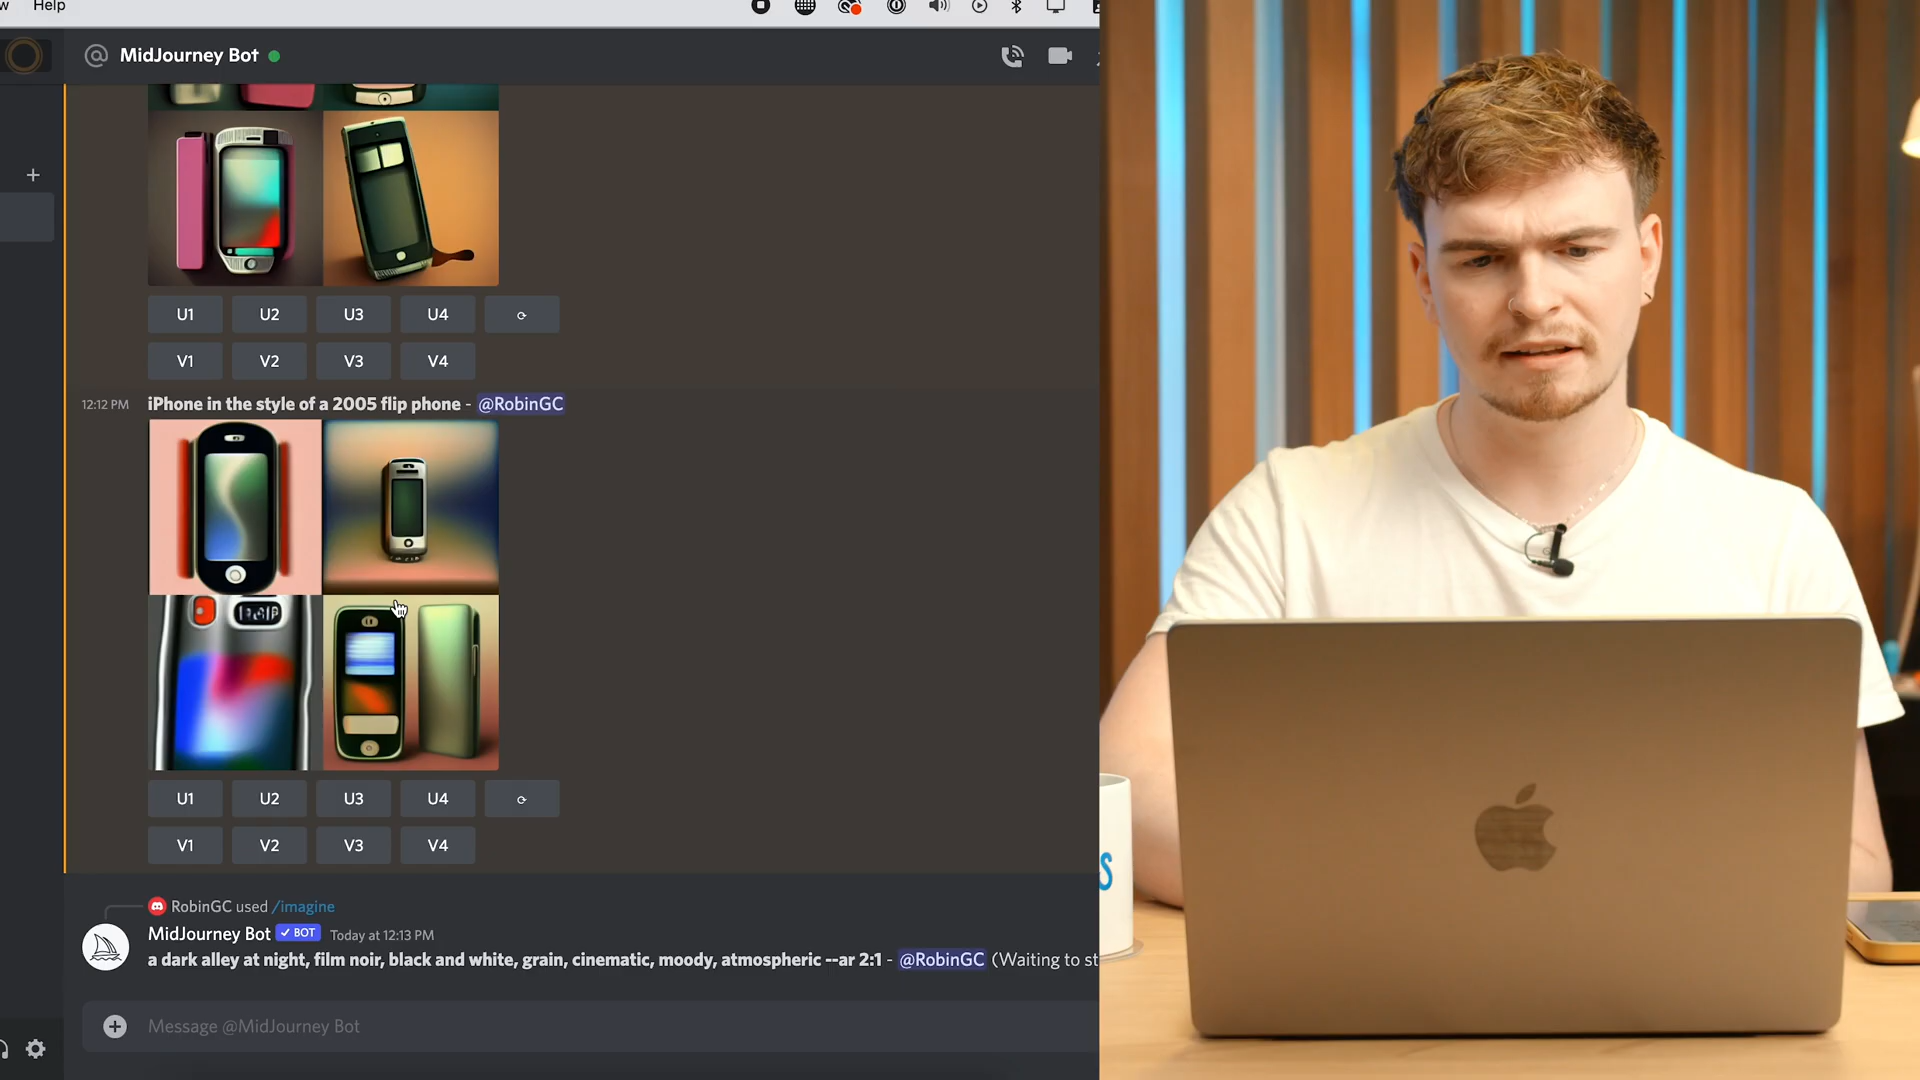 Help
MidJourney Bot
U1 U2 U3 U4
V1 V2 V3 V4
12:12 PM iPhone in the style of a 2005 flip phone - @RobinGC
U1 U2 U3 U4
V1 V2 V3 V4
RobinGC used /imagine
MidJourney Bot ✓ BOT Today at 12:13 PM
a dark alley at night, film noir, black and white, grain, cinematic, moody, atmospheric --ar 2:1 - @RobinGC (Waiting to st
Message @MidJourney Bot
S